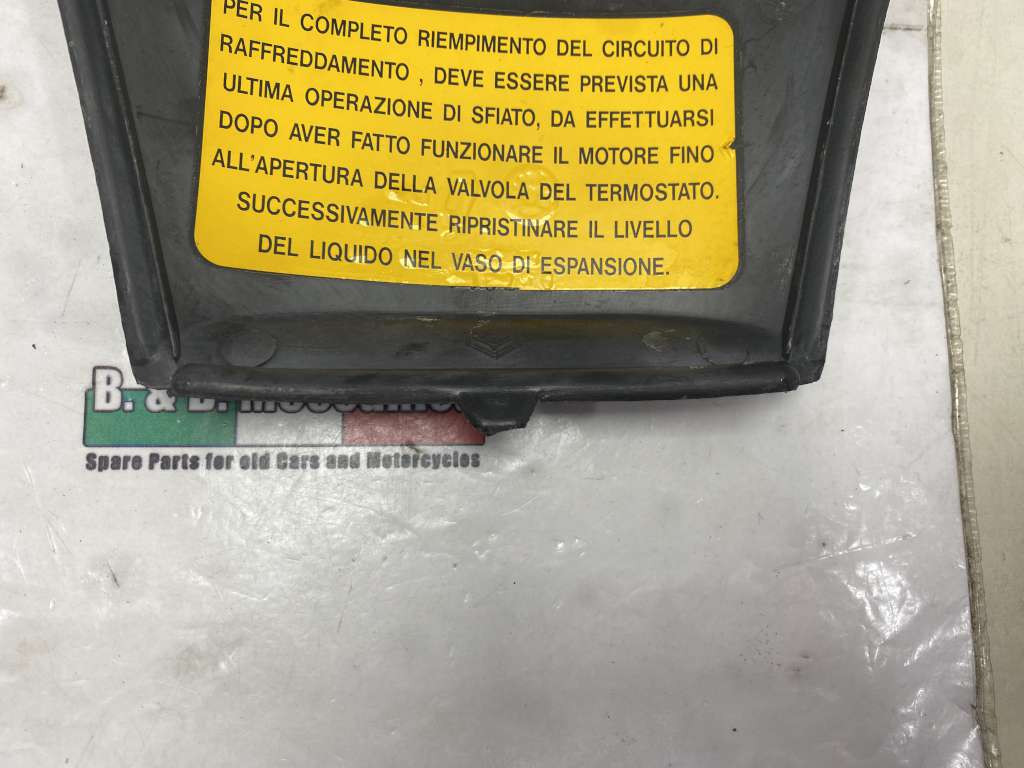 PER IL COMPLETO RIEMPIMENTO DEL CIRCUITO DI
RAFFREDDAMENTO , DEVE ESSERE PREVISTA UNA
ULTIMA OPERAZIONE DI SFIATO, DA EFFETTUARSI
DOPO AVER FATTO FUNZIONARE IL MOTORE FINO
ALL'APERTURA DELLA VALVOLA DEL TERMOSTATO.
SUCCESSIVAMENTE RIPRISTINARE IL LIVELLO
DEL LIQUIDO NEL VASO DI ESPANSIONE.
B. & B.
Spare Parts for old Cars and Motorcycles